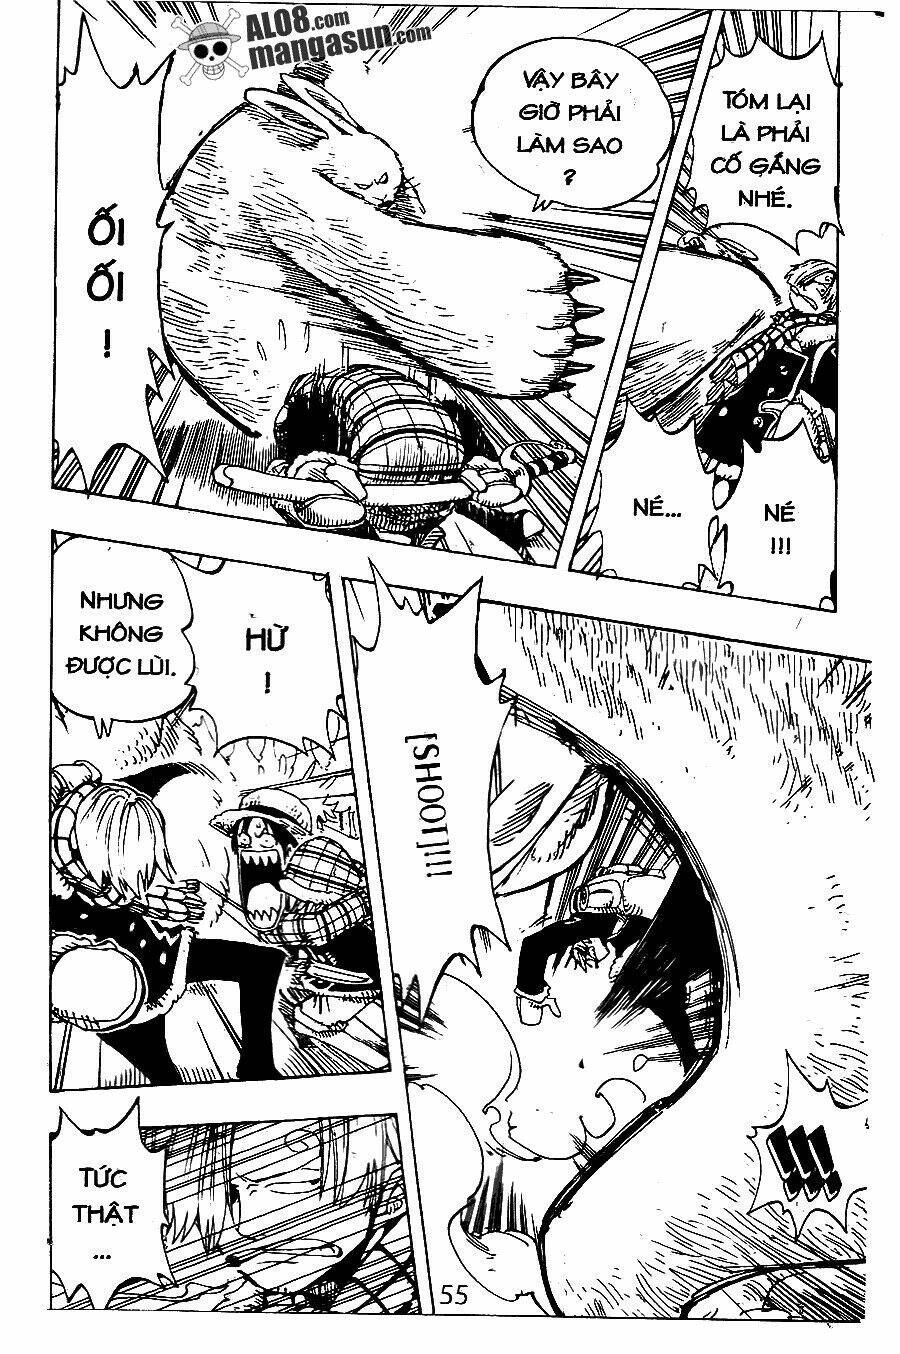 AL08.com
mangasun.com
TÓM LẠI
LÀ PHẢI
CỐ GẮNG
NHÉ.
VẬY BÂY
GIỜ PHẢI
LÀM SAO
?
NÉ...
NÉ
!!!
ỐI
ỐI
!
HỪ
!
NHƯNG
KHÔNG
ĐƯỢC LÙI.
[SHOOT]!!!
!!!
TỨC
THẬT
...
55